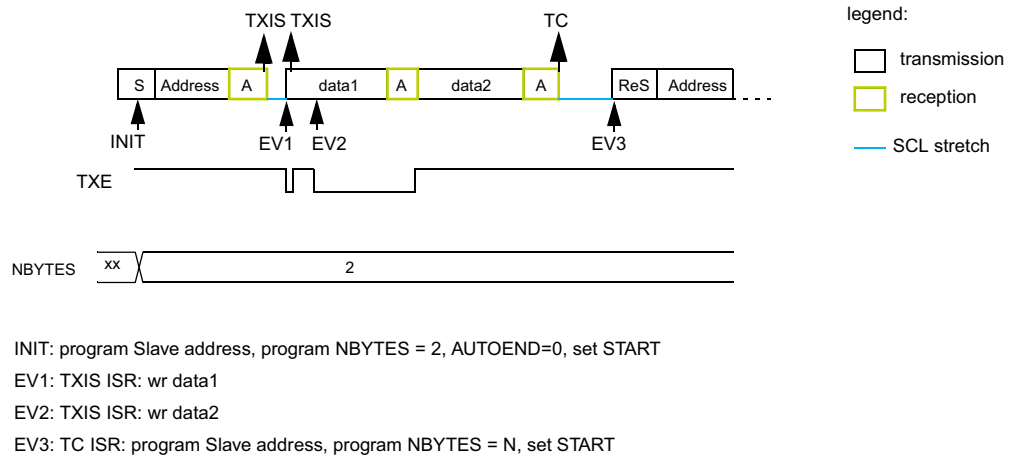 TXIS TXIS TC
legend:
transmission
reception
SCL stretch
S Address A data1 A data2 A ReS Address
INIT EV1 EV2 EV3
TXE
NBYTES xx 2
INIT: program Slave address, program NBYTES = 2, AUTOEND=0, set START
EV1: TXIS ISR: wr data1
EV2: TXIS ISR: wr data2
EV3: TC ISR: program Slave address, program NBYTES = N, set START